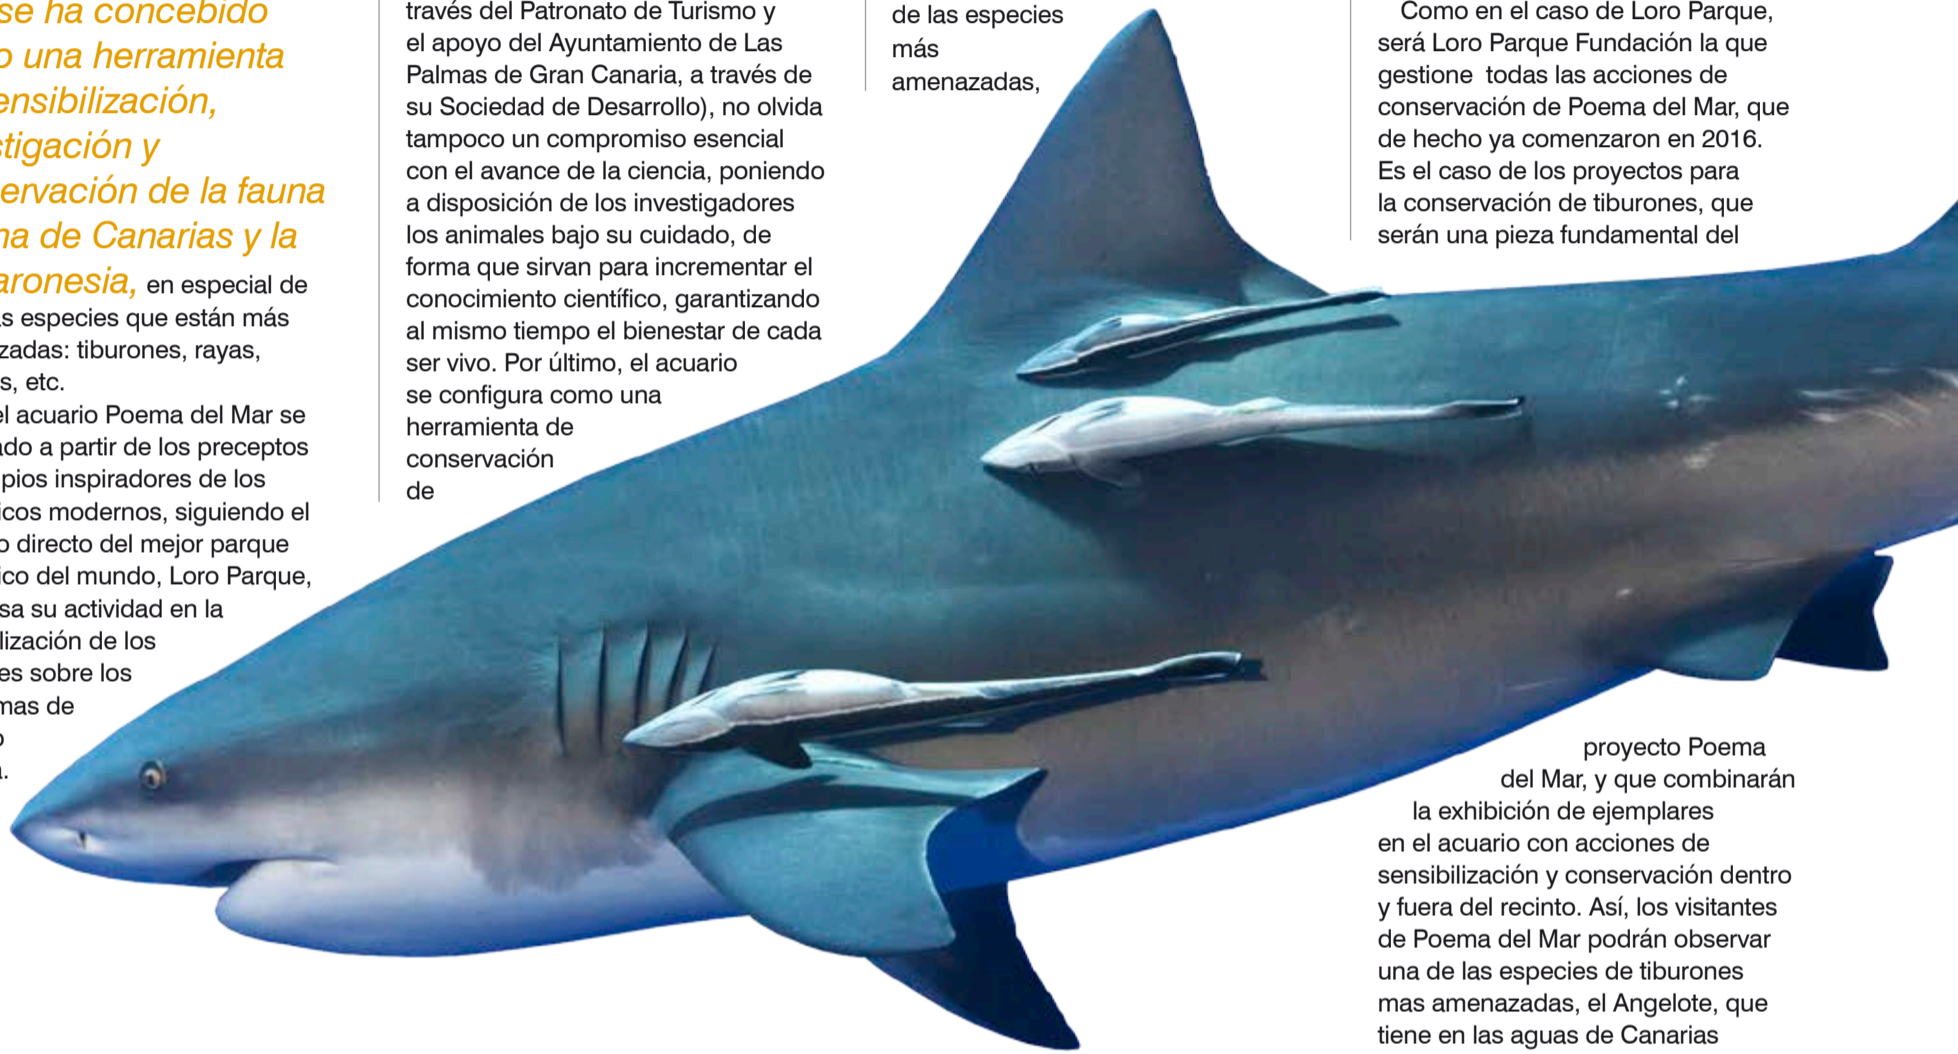 se ha concebido
una herramienta
ensibilización,
stigación y
ervación de la fauna
na de Canarias y la
aronesia, en especial de
s especies que están más
zadas: tiburones, rayas,
s, etc.
el acuario Poema del Mar se
ado a partir de los preceptos
pios inspiradores de los
icos modernos, siguiendo el
o directo del mejor parque
ico del mundo, Loro Parque,
sa su actividad en la
lización de los
es sobre los
mas de
través del Patronato de Turismo y
el apoyo del Ayuntamiento de Las
Palmas de Gran Canaria, a través de
su Sociedad de Desarrollo), no olvida
tampoco un compromiso esencial
con el avance de la ciencia, poniendo
a disposición de los investigadores
los animales bajo su cuidado, de
forma que sirvan para incrementar el
conocimiento científico, garantizando
al mismo tiempo el bienestar de cada
ser vivo. Por último, el acuario
se configura como una
herramienta de
conservación
de
de las especies
más
amenazadas,
Como en el caso de Loro Parque,
será Loro Parque Fundación la que
gestione todas las acciones de
conservación de Poema del Mar, que
de hecho ya comenzaron en 2016.
Es el caso de los proyectos para
la conservación de tiburones, que
serán una pieza fundamental del
proyecto Poema
del Mar, y que combinarán
la exhibición de ejemplares
en el acuario con acciones de
sensibilización y conservación dentro
y fuera del recinto. Así, los visitantes
de Poema del Mar podrán observar
una de las especies de tiburones
mas amenazadas, el Angelote, que
tiene en las aguas de Canarias